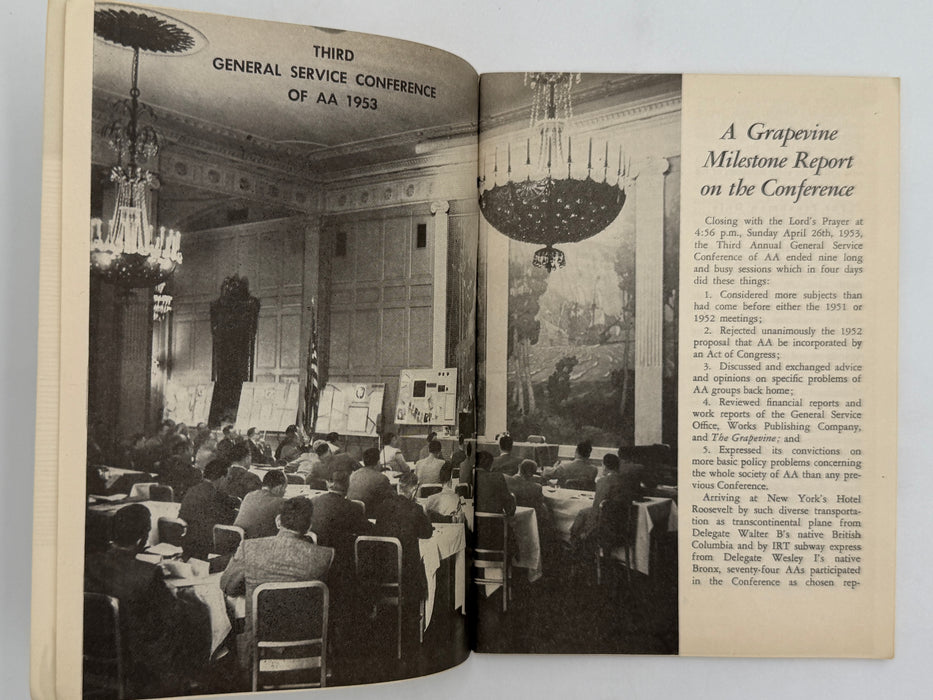 THIRD
GENERAL SERVICE CONFERENCE
OF AA 1953
A Grapevine
Milestone Report
on the Conference
Closing with the Lord's Prayer at
4:56 p.m., Sunday April 26th, 1953,
the Third Annual General Service
Conference of AA ended nine long
and busy sessions which in four days
did these things:
1. Considered more subjects than
had come before either the 1951 or
1952 meetings;
2. Rejected unanimously the 1952
proposal that AA be incorporated by
an Act of Congress;
3. Discussed and exchanged advice
and opinions on specific problems of
AA groups back home;
4. Reviewed financial reports and
work reports of the General Service
Office, Works Publishing Company,
and The Grapevine; and
5. Expressed its convictions on
more basic policy problems concerning
the whole society of AA than any pre-
vious Conference.
Arriving at New York's Hotel
Roosevelt by such diverse transporta-
tion as transcontinental plane from
Delegate Walter B's native British
Columbia and by IRT subway express
from Delegate Wesley I's native
Bronx, seventy-four AAs participated
in the Conference as chosen rep-